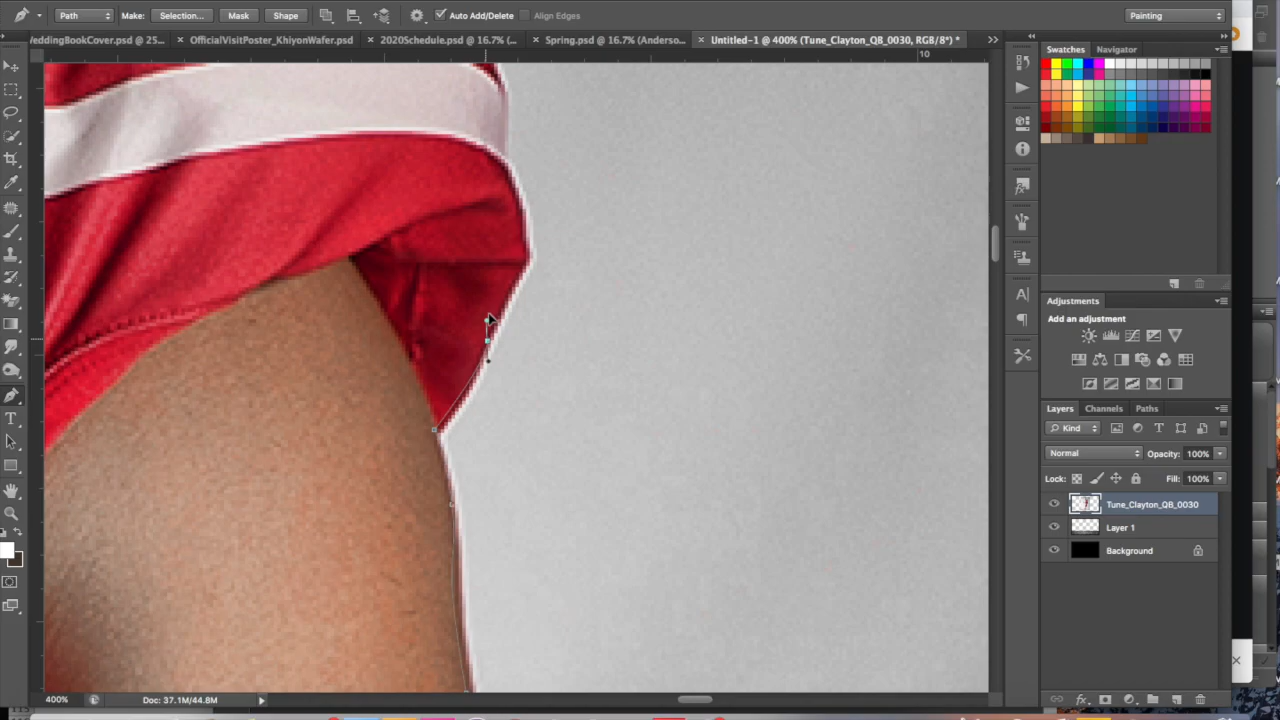 Path
Make:
Selection...
Mask
Shape
Auto Add/Delete
Align Edges
Painting
WeddingBookCover.psd @ 25...
OfficialVisitPoster_KhiyonWafer.psd
2020Schedule.psd @ 16.7% (...
Spring.psd @ 16.7% (Anderso...
Untitled-1 @ 400% (Tune_Clayton_QB_0030, RGB/8*) *
10
Swatches
Navigator
Adjustments
Add an adjustment
Layers
Channels
Paths
Kind
Normal
Opacity:
100%
Lock:
Fill:
100%
Tune_Clayton_QB_0030
Layer 1
Background
400%
Doc: 37.1M/44.8M